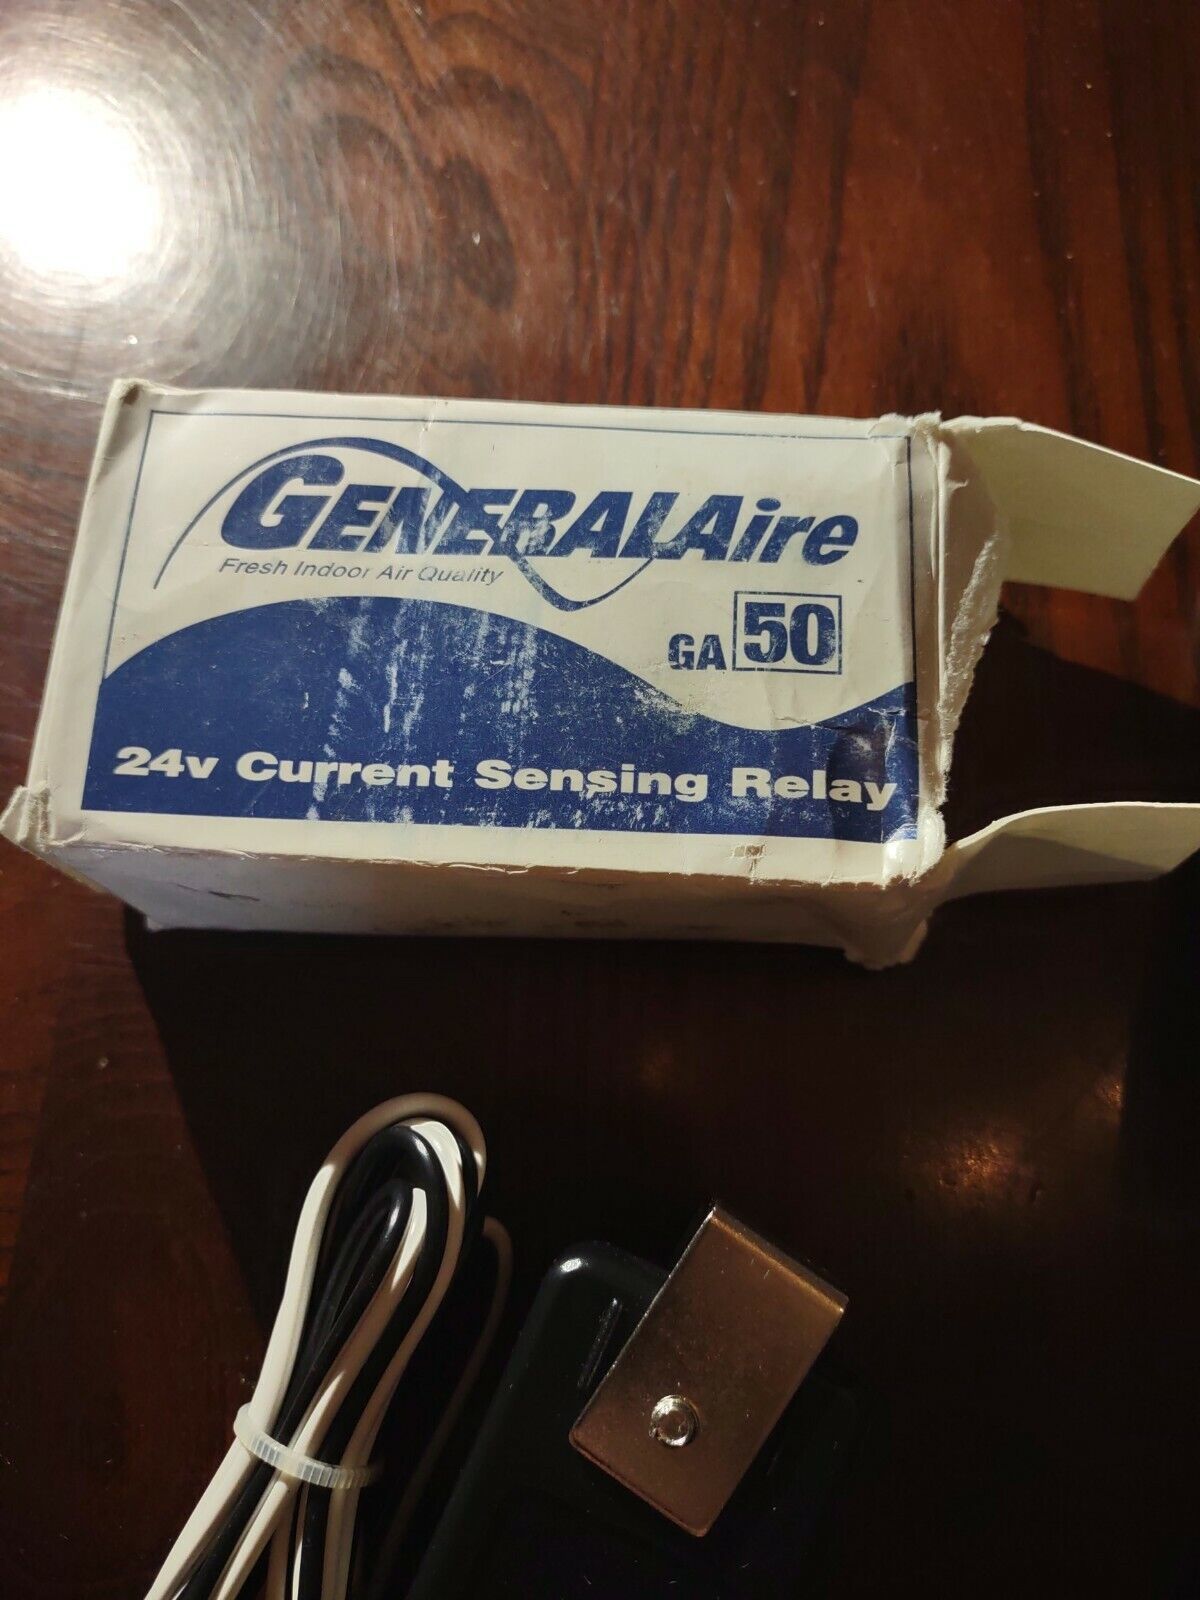 GENERALAire
Fresh Indoor Air Quality
GA 50
24v Current Sensing Relay